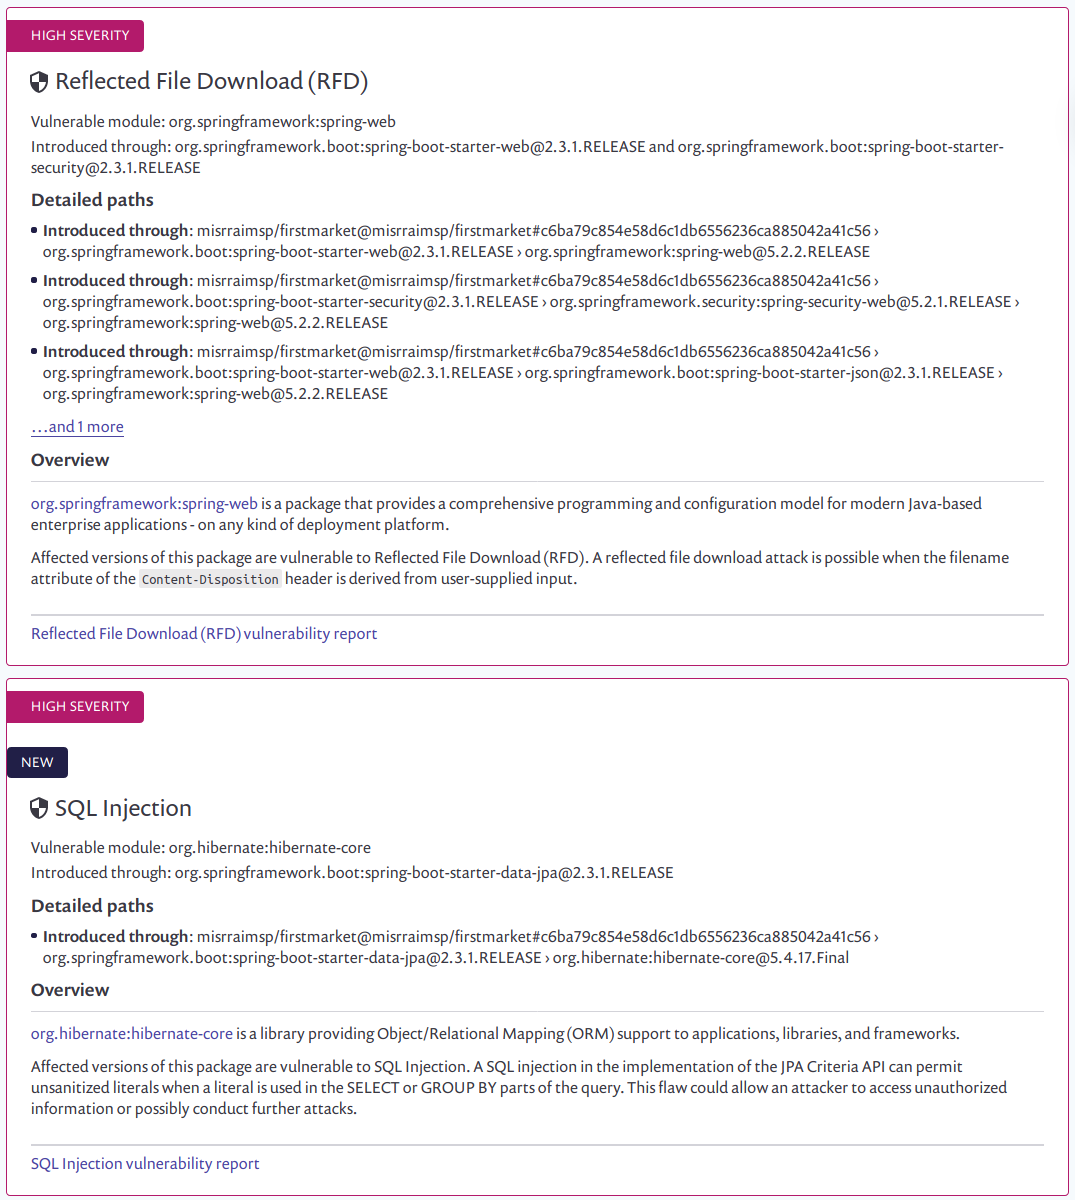 HIGH SEVERITY
Reflected File Download (RFD)
Vulnerable module: org.springframework:spring-web
Introduced through: org.springframework.boot:spring-boot-starter-web@2.3.1.RELEASE and org.springframework.boot:spring-boot-starter-
security@2.3.1.RELEASE
Detailed paths
• Introduced through: misrraimsp/firstmarket@misrraimsp/firstmarket#c6ba79c854e58d6c1db6556236ca885042a41c56 ›
org.springframework.boot:spring-boot-starter-web@2.3.1.RELEASE › org.springframework:spring-web@5.2.2.RELEASE
• Introduced through: misrraimsp/firstmarket@misrraimsp/firstmarket#c6ba79c854e58d6c1db6556236ca885042a41c56 ›
org.springframework.boot:spring-boot-starter-security@2.3.1.RELEASE › org.springframework.security:spring-security-web@5.2.1.RELEASE ›
org.springframework:spring-web@5.2.2.RELEASE
• Introduced through: misrraimsp/firstmarket@misrraimsp/firstmarket#c6ba79c854e58d6c1db6556236ca885042a41c56 ›
org.springframework.boot:spring-boot-starter-web@2.3.1.RELEASE › org.springframework.boot:spring-boot-starter-json@2.3.1.RELEASE ›
org.springframework:spring-web@5.2.2.RELEASE
…and 1 more
Overview
org.springframework:spring-web is a package that provides a comprehensive programming and configuration model for modern Java-based
enterprise applications - on any kind of deployment platform.
Affected versions of this package are vulnerable to Reflected File Download (RFD). A reflected file download attack is possible when the filename
attribute of the Content-Disposition header is derived from user-supplied input.
Reflected File Download (RFD) vulnerability report
HIGH SEVERITY
NEW
SQL Injection
Vulnerable module: org.hibernate:hibernate-core
Introduced through: org.springframework.boot:spring-boot-starter-data-jpa@2.3.1.RELEASE
Detailed paths
• Introduced through: misrraimsp/firstmarket@misrraimsp/firstmarket#c6ba79c854e58d6c1db6556236ca885042a41c56 ›
org.springframework.boot:spring-boot-starter-data-jpa@2.3.1.RELEASE › org.hibernate:hibernate-core@5.4.17.Final
Overview
org.hibernate:hibernate-core is a library providing Object/Relational Mapping (ORM) support to applications, libraries, and frameworks.
Affected versions of this package are vulnerable to SQL Injection. A SQL injection in the implementation of the JPA Criteria API can permit
unsanitized literals when a literal is used in the SELECT or GROUP BY parts of the query. This flaw could allow an attacker to access unauthorized
information or possibly conduct further attacks.
SQL Injection vulnerability report